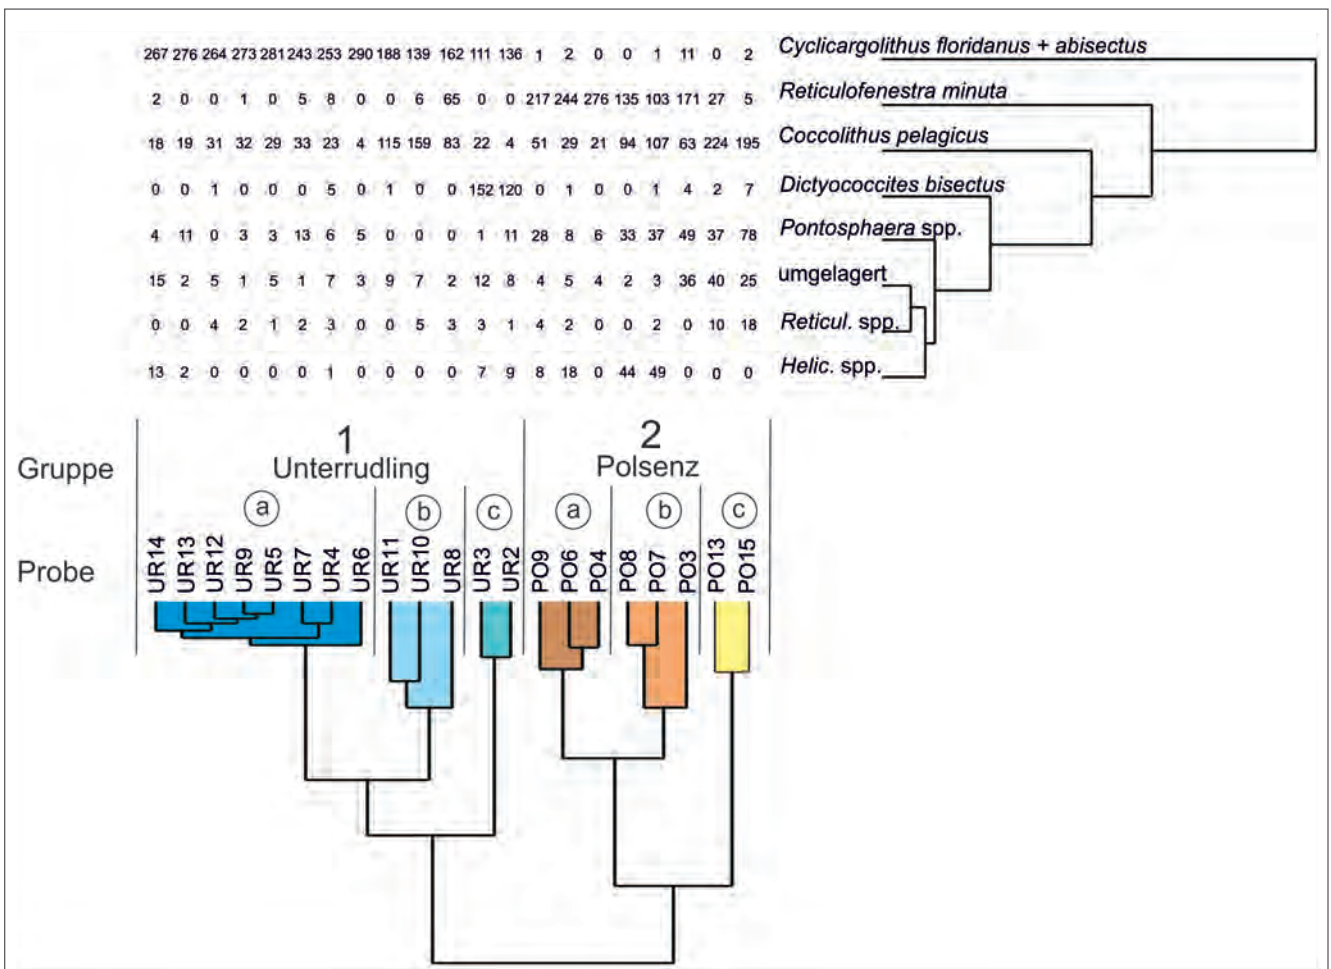 267 276 264 273 281 243 253 290 188 139 162 111 136 1 2 0 0 1 11 0 2 Cyclicargolithus floridanus + abisectus
2 0 0 1 0 5 8 0 0 6 65 0 0 217 244 276 135 103 171 27 5 Reticulofenestra minuta
18 19 31 32 29 33 23 4 115 159 83 22 4 51 29 21 94 107 63 224 195 Coccolithus pelagicus
0 0 1 0 0 0 5 0 1 0 0 152 120 0 1 0 0 1 4 2 7 Dictyococcites bisectus
4 11 0 3 3 13 6 5 0 0 0 1 11 28 8 6 33 37 49 37 78 Pontosphaera spp.
15 2 5 1 5 1 7 3 9 7 2 12 8 4 5 4 2 3 36 40 25 umgelagert
0 0 4 2 1 2 3 0 0 5 3 3 1 4 2 0 0 2 0 10 18 Reticul. spp.
13 2 0 0 0 0 1 0 0 0 0 7 9 8 18 0 44 49 0 0 0 Helic. spp.
1 2
Gruppe Unterrudling Polsenz
a b c a b c
Probe UR14 UR13 UR12 UR9 UR5 UR7 UR4 UR6 UR11 UR10 UR8 UR3 UR2 PO9 PO6 PO4 PO8 PO7 PO3 PO13 PO15